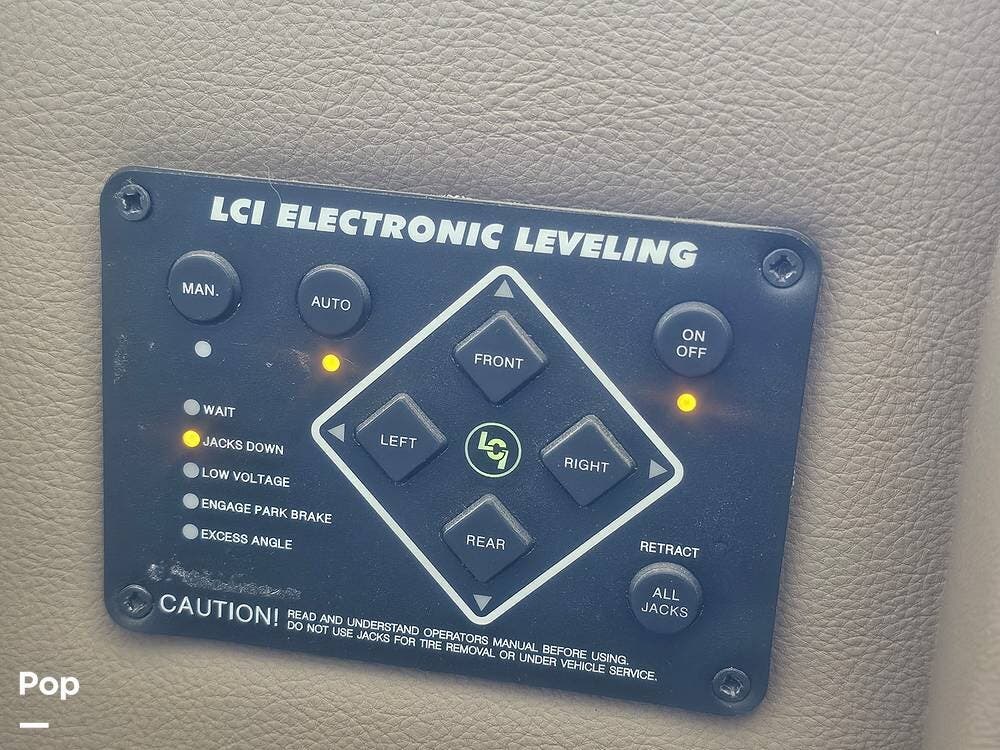 LCI ELECTRONIC LEVELING
MAN.
AUTO
ON
OFF
FRONT
LEFT
LCI
RIGHT
REAR
WAIT
JACKS DOWN
LOW VOLTAGE
ENGAGE PARK BRAKE
EXCESS ANGLE
RETRACT
ALL
JACKS
CAUTION!
READ AND UNDERSTAND OPERATORS MANUAL BEFORE USING.
DO NOT USE JACKS FOR TIRE REMOVAL OR UNDER VEHICLE SERVICE.
Pop